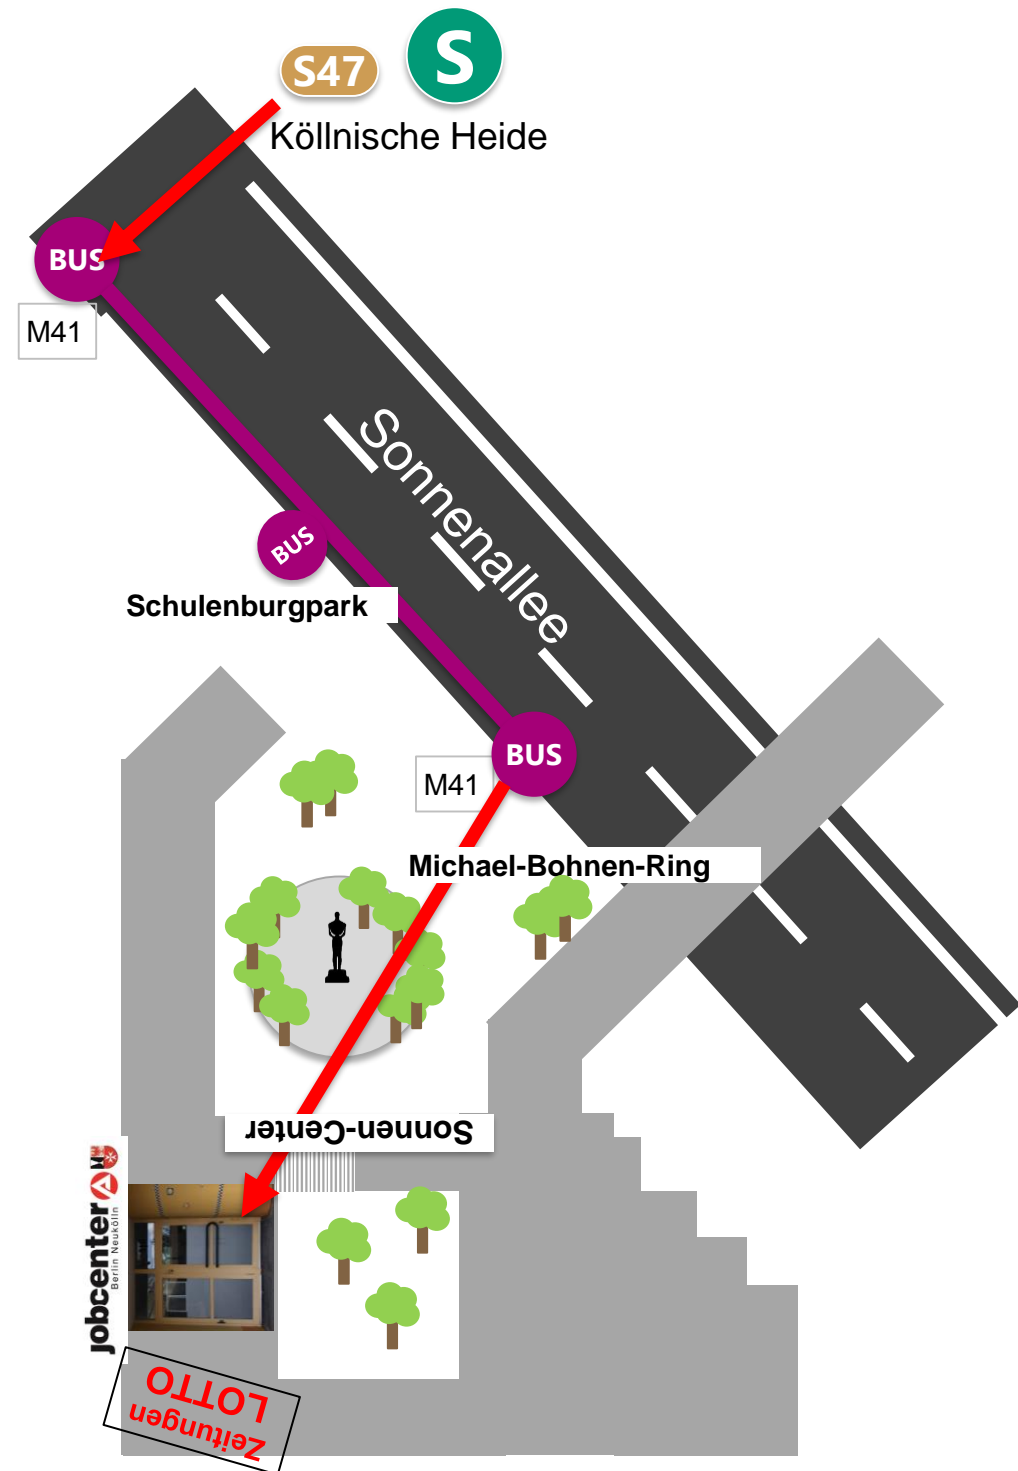 S47
S
Köllnische Heide
BUS
M41
Sonnenallee
BUS
Schulenburgpark
BUS
M41
Michael-Bohnen-Ring
Sonnen-Center
jobcenter
Berlin Neukölln
Zeitungen
LOTTO